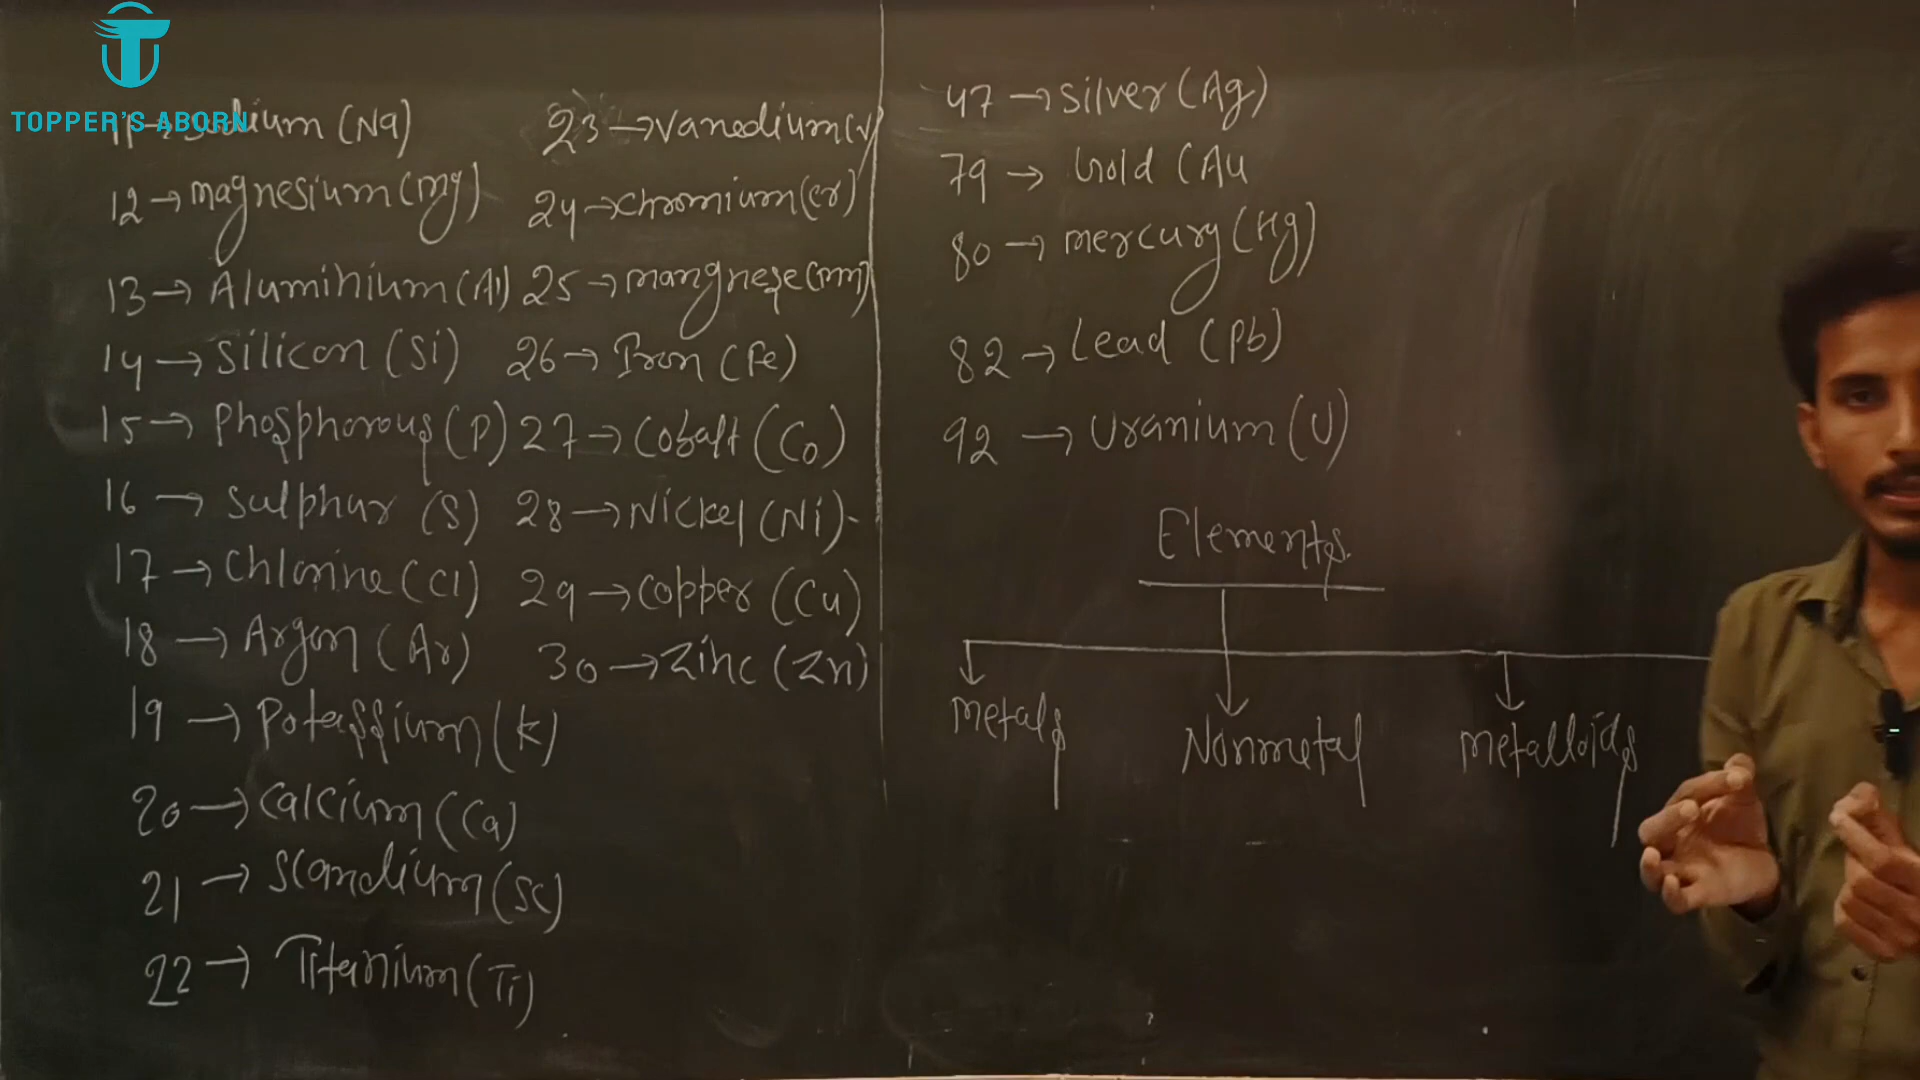 TOPPER'S ABORN
11 → Sodium (Na)
12 → magnesium (mg)
13 → Aluminium (Al)
14 → Silicon (Si)
15 → Phosphorous (P)
16 → Sulphur (S)
17 → Chlorine (Cl)
18 → Argon (Ar)
19 → Potassium (K)
20 → Calcium (Ca)
21 → Scandium (Sc)
22 → Titanium (Ti)
23 → Vanedium (V)
24 → Chromium (Cr)
25 → mangnese (mn)
26 → Iron (Fe)
27 → Cobalt (Co)
28 → Nickel (Ni)
29 → Copper (Cu)
30 → Zinc (Zn)
47 → Silver (Ag)
79 → Gold (Au
80 → mercury (Hg)
82 → Lead (Pb)
92 → Uranium (U)
Elements
metals
Nonmetal
metalloids